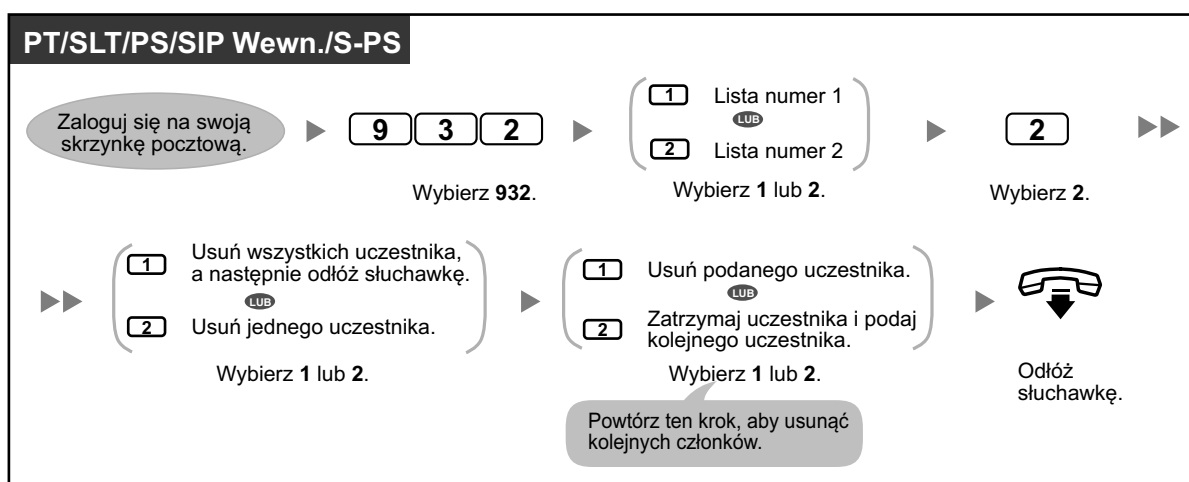 PT/SLT/PS/SIP Wewn./S-PS
Zaloguj się na swoją
skrzynkę pocztową.
9 3 2
Wybierz 932.
1 Lista numer 1
LUB
2 Lista numer 2
Wybierz 1 lub 2.
2
Wybierz 2.
1 Usuń wszystkich uczestnika,
a następnie odłóż słuchawkę.
LUB
2 Usuń jednego uczestnika.
Wybierz 1 lub 2.
1 Usuń podanego uczestnika.
LUB
2 Zatrzymaj uczestnika i podaj
kolejnego uczestnika.
Wybierz 1 lub 2.
Powtórz ten krok, aby usunąć
kolejnych członków.
Odłóż
słuchawkę.